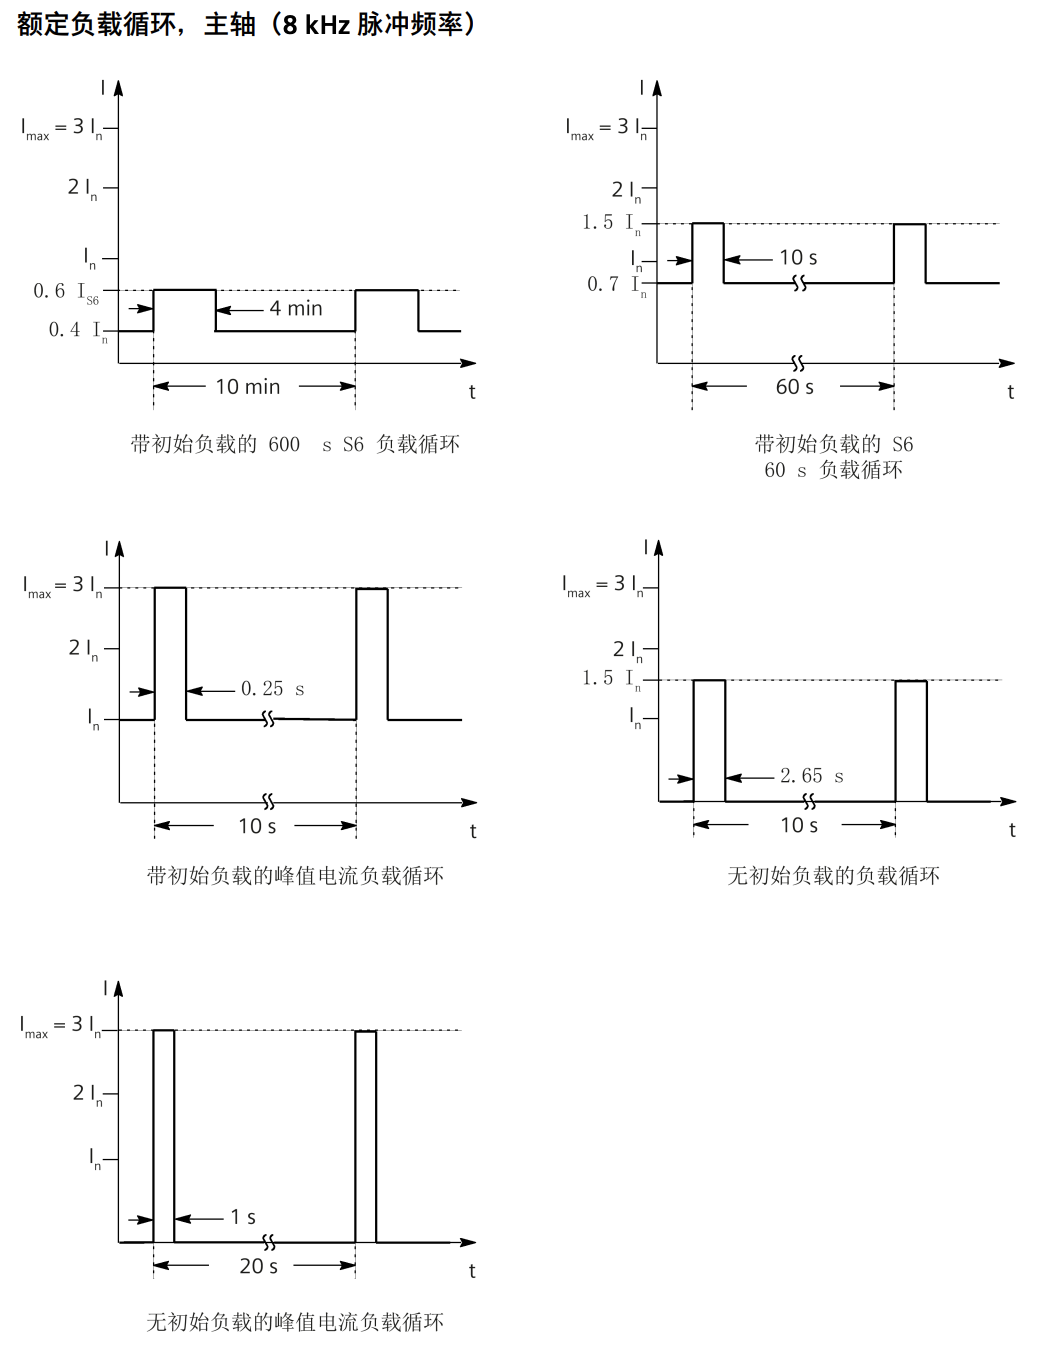 额定负载循环，主轴（8 kHz 脉冲频率）
I
Imax = 3 In
2 In
In
0.6 IS6
0.4 In
4 min
10 min
t
带初始负载的 600 s S6 负载循环
I
Imax = 3 In
2 In
1.5 In
In
0.7 In
10 s
60 s
t
带初始负载的 S6
60 s 负载循环
I
Imax = 3 In
2 In
In
0.25 s
10 s
t
带初始负载的峰值电流负载循环
I
Imax = 3 In
2 In
1.5 In
In
2.65 s
10 s
t
无初始负载的负载循环
I
Imax = 3 In
2 In
In
1 s
20 s
t
无初始负载的峰值电流负载循环